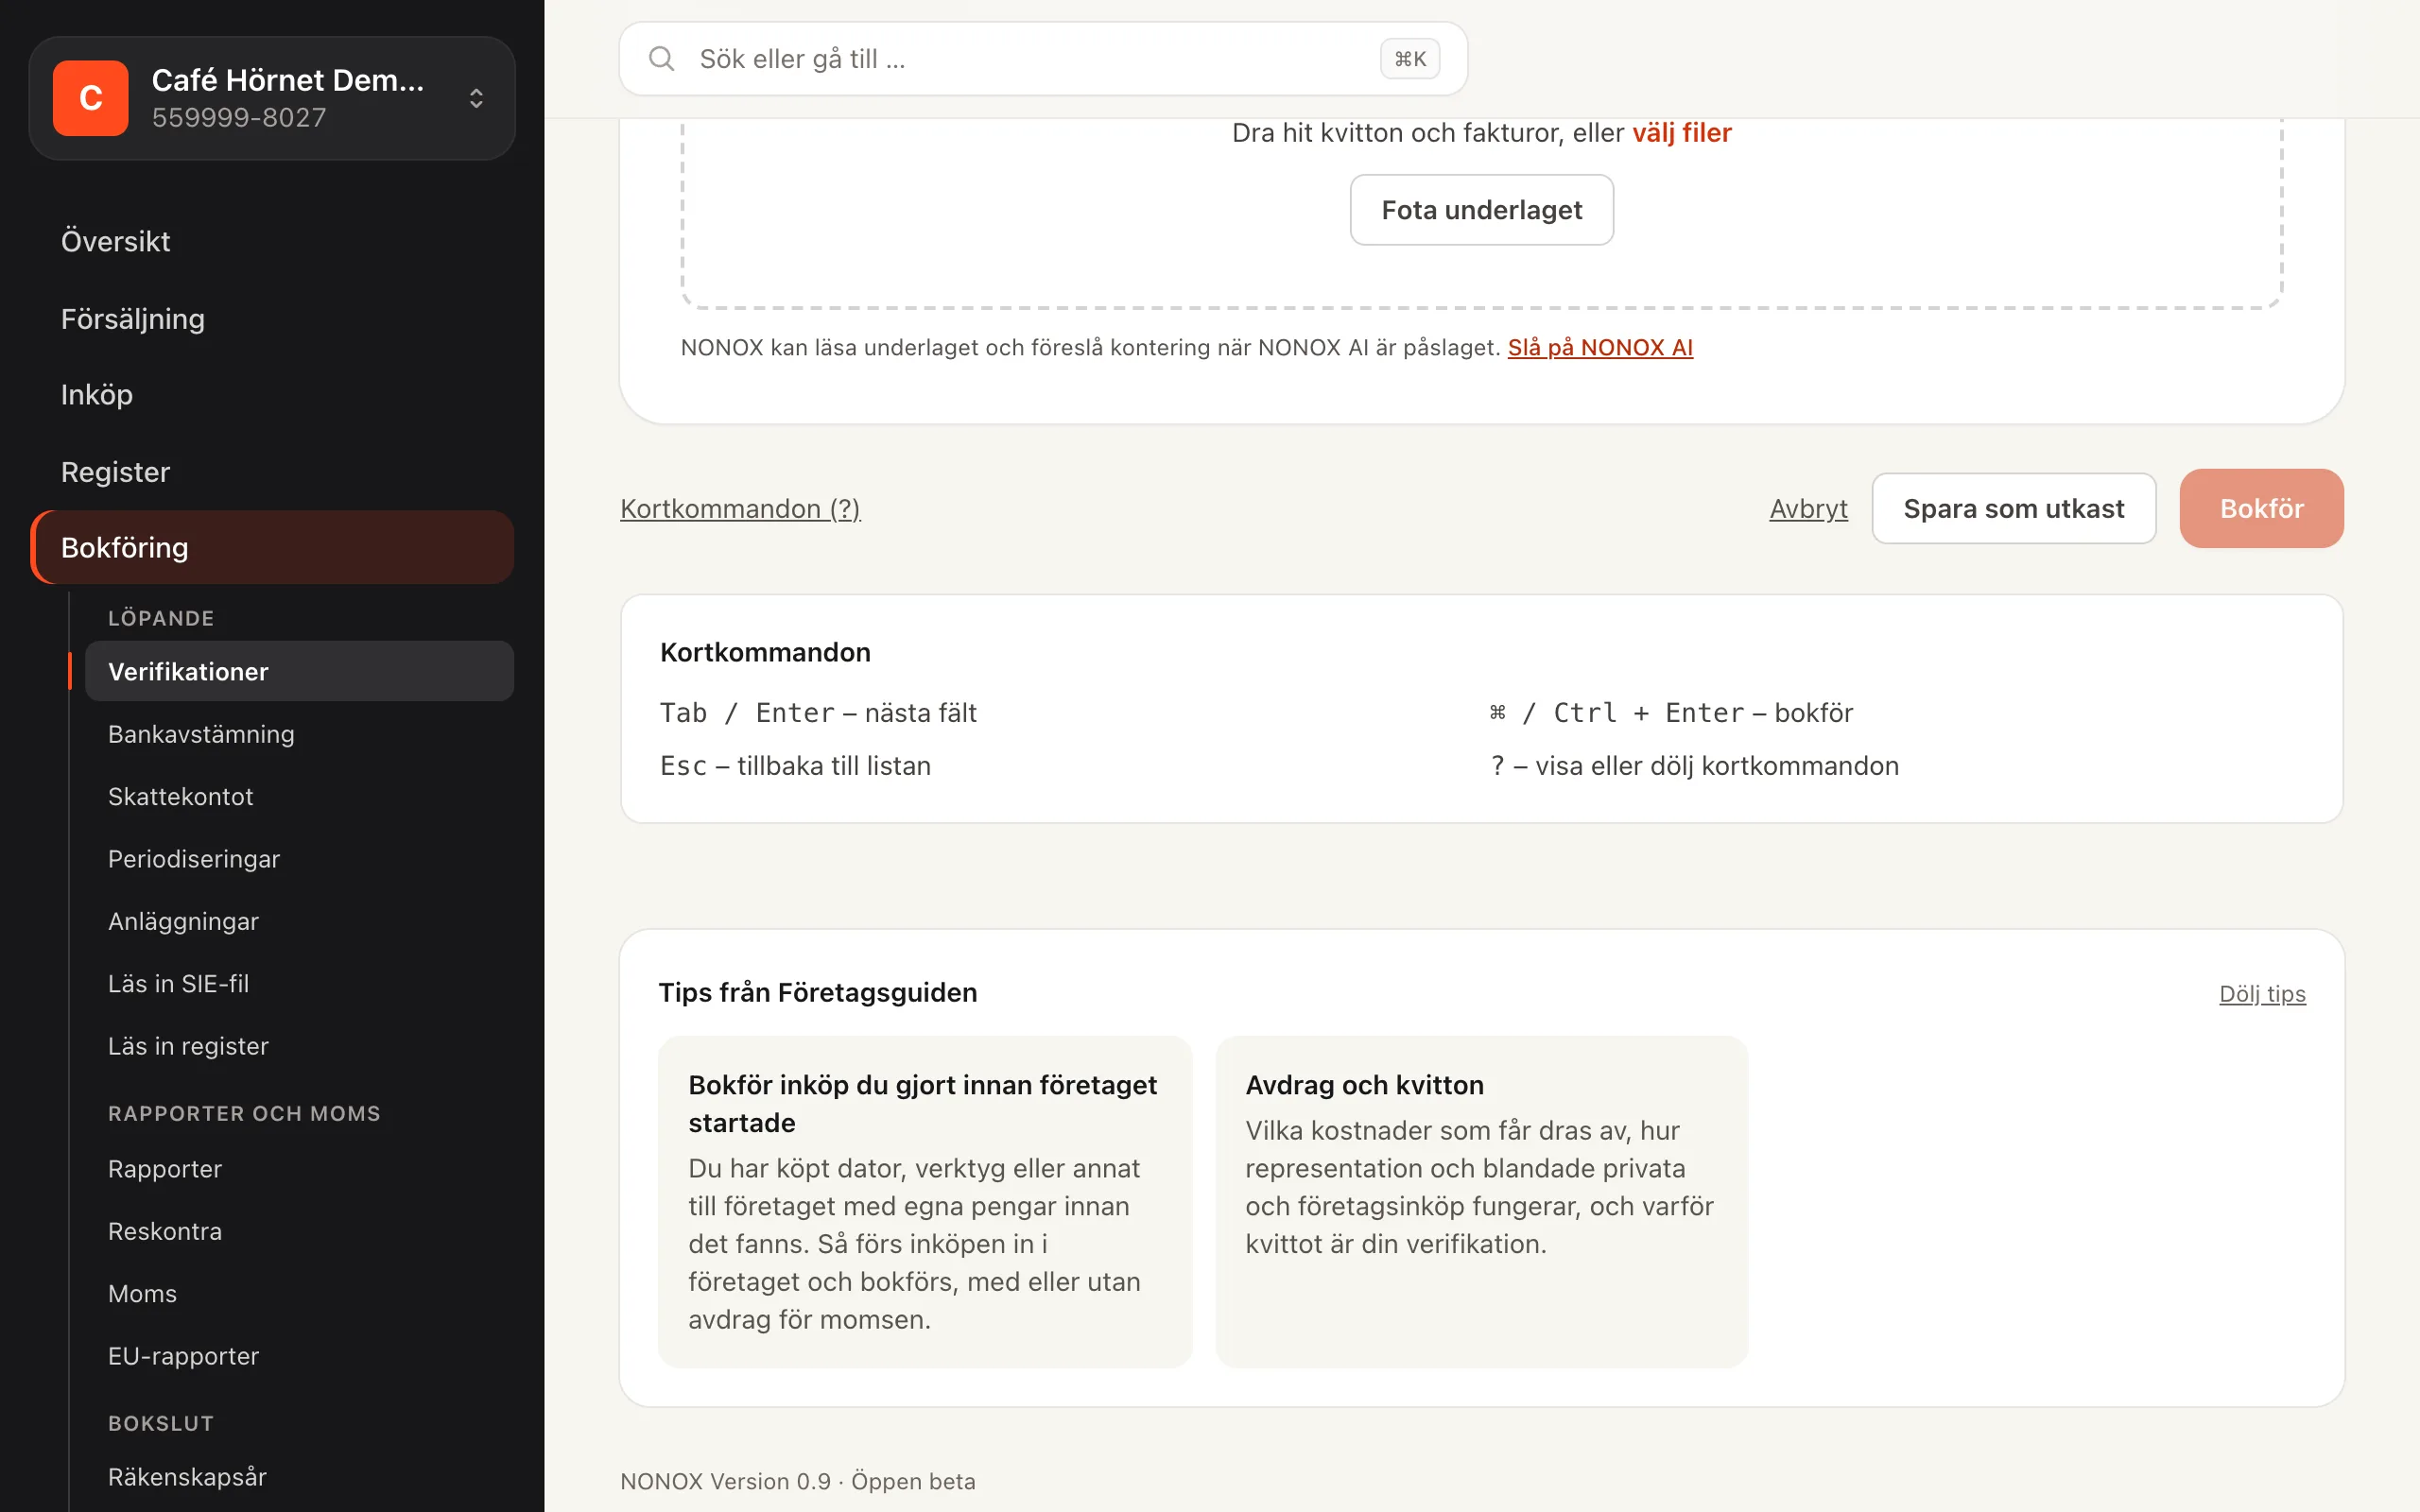 C
Café Hörnet Dem...
559999-8027
Översikt
Försäljning
Inköp
Register
Bokföring
LÖPANDE
Verifikationer
Bankavstämning
Skattekontot
Periodiseringar
Anläggningar
Läs in SIE-fil
Läs in register
RAPPORTER OCH MOMS
Rapporter
Reskontra
Moms
EU-rapporter
BOKSLUT
Räkenskapsår
Sök eller gå till ...
⌘K
Dra hit kvitton och fakturor, eller välj filer
Fota underlaget
NONOX kan läsa underlaget och föreslå kontering när NONOX AI är påslaget. Slå på NONOX AI
Kortkommandon (?)
Avbryt
Spara som utkast
Bokför
Kortkommandon
Tab / Enter – nästa fält
⌘ / Ctrl + Enter – bokför
Esc – tillbaka till listan
? – visa eller dölj kortkommandon
Tips från Företagsguiden
Dölj tips
Bokför inköp du gjort innan företaget
startade
Du har köpt dator, verktyg eller annat
till företaget med egna pengar innan
det fanns. Så förs inköpen in i
företaget och bokförs, med eller utan
avdrag för momsen.
Avdrag och kvitton
Vilka kostnader som får dras av, hur
representation och blandade privata
och företagsinköp fungerar, och varför
kvittot är din verifikation.
NONOX Version 0.9 · Öppen beta